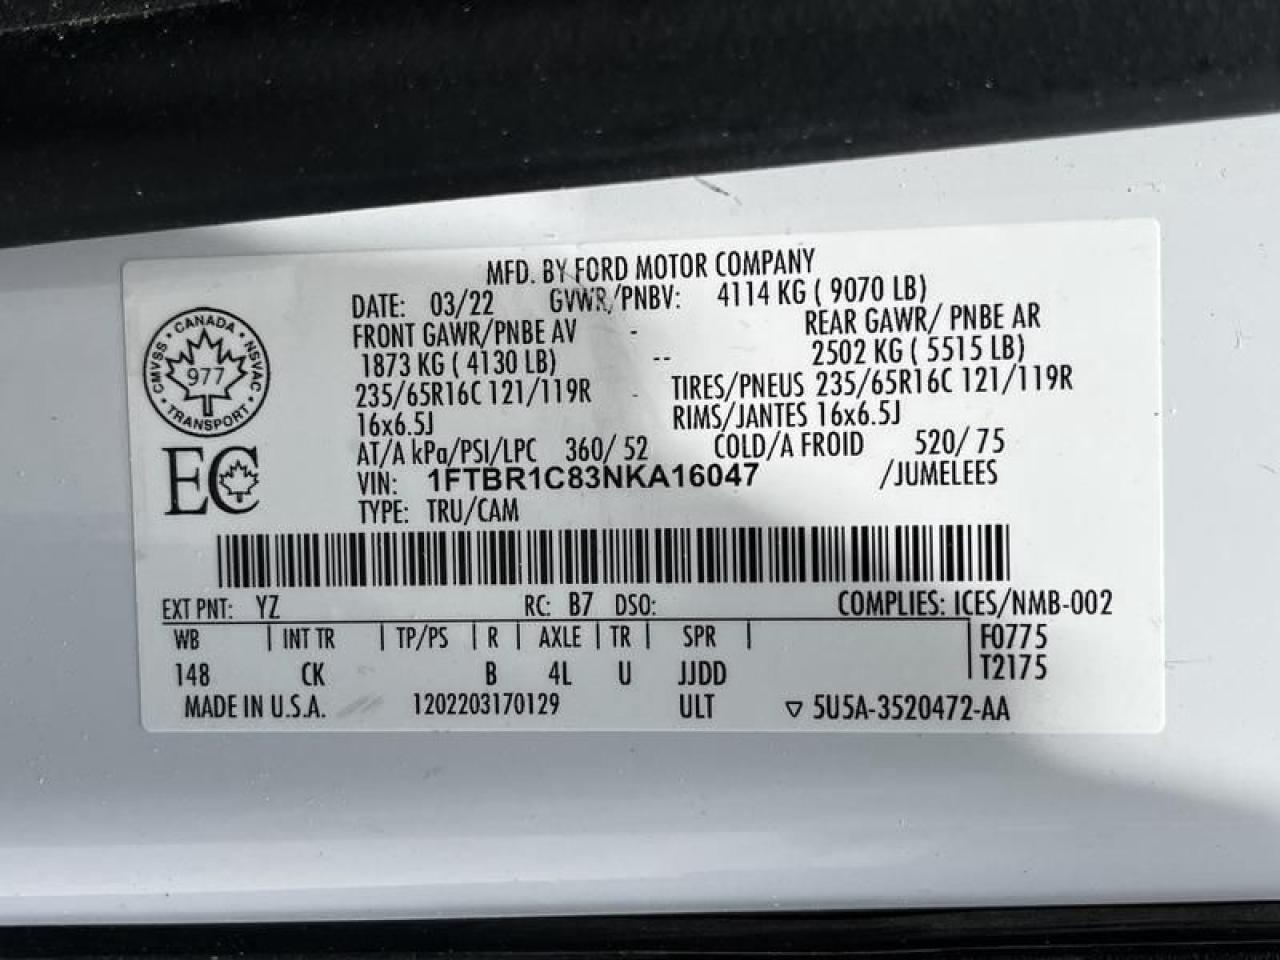 MFD. BY FORD MOTOR COMPANY
DATE: 03/22 GVWR/PNBV: 4114 KG ( 9070 LB)
FRONT GAWR/PNBE AV - REAR GAWR/ PNBE AR
1873 KG ( 4130 LB) -- 2502 KG ( 5515 LB)
235/65R16C 121/119R - TIRES/PNEUS 235/65R16C 121/119R
16x6.5J RIMS/JANTES 16x6.5J
AT/A kPa/PSI/LPC 360/ 52 COLD/A FROID 520/ 75
VIN: 1FTBR1C83NKA16047 /JUMELEES
TYPE: TRU/CAM
CANADA • NSVAC • TRANSPORT • CMVSS •
977
EC
EXT PNT: YZ RC: B7 DSO: COMPLIES: ICES/NMB-002
WB | INT TR | TP/PS | R | AXLE | TR | SPR | | F0775
148 CK B 4L U JJDD | T2175
MADE IN U.S.A. 1202203170129 ULT ▽ 5U5A-3520472-AA